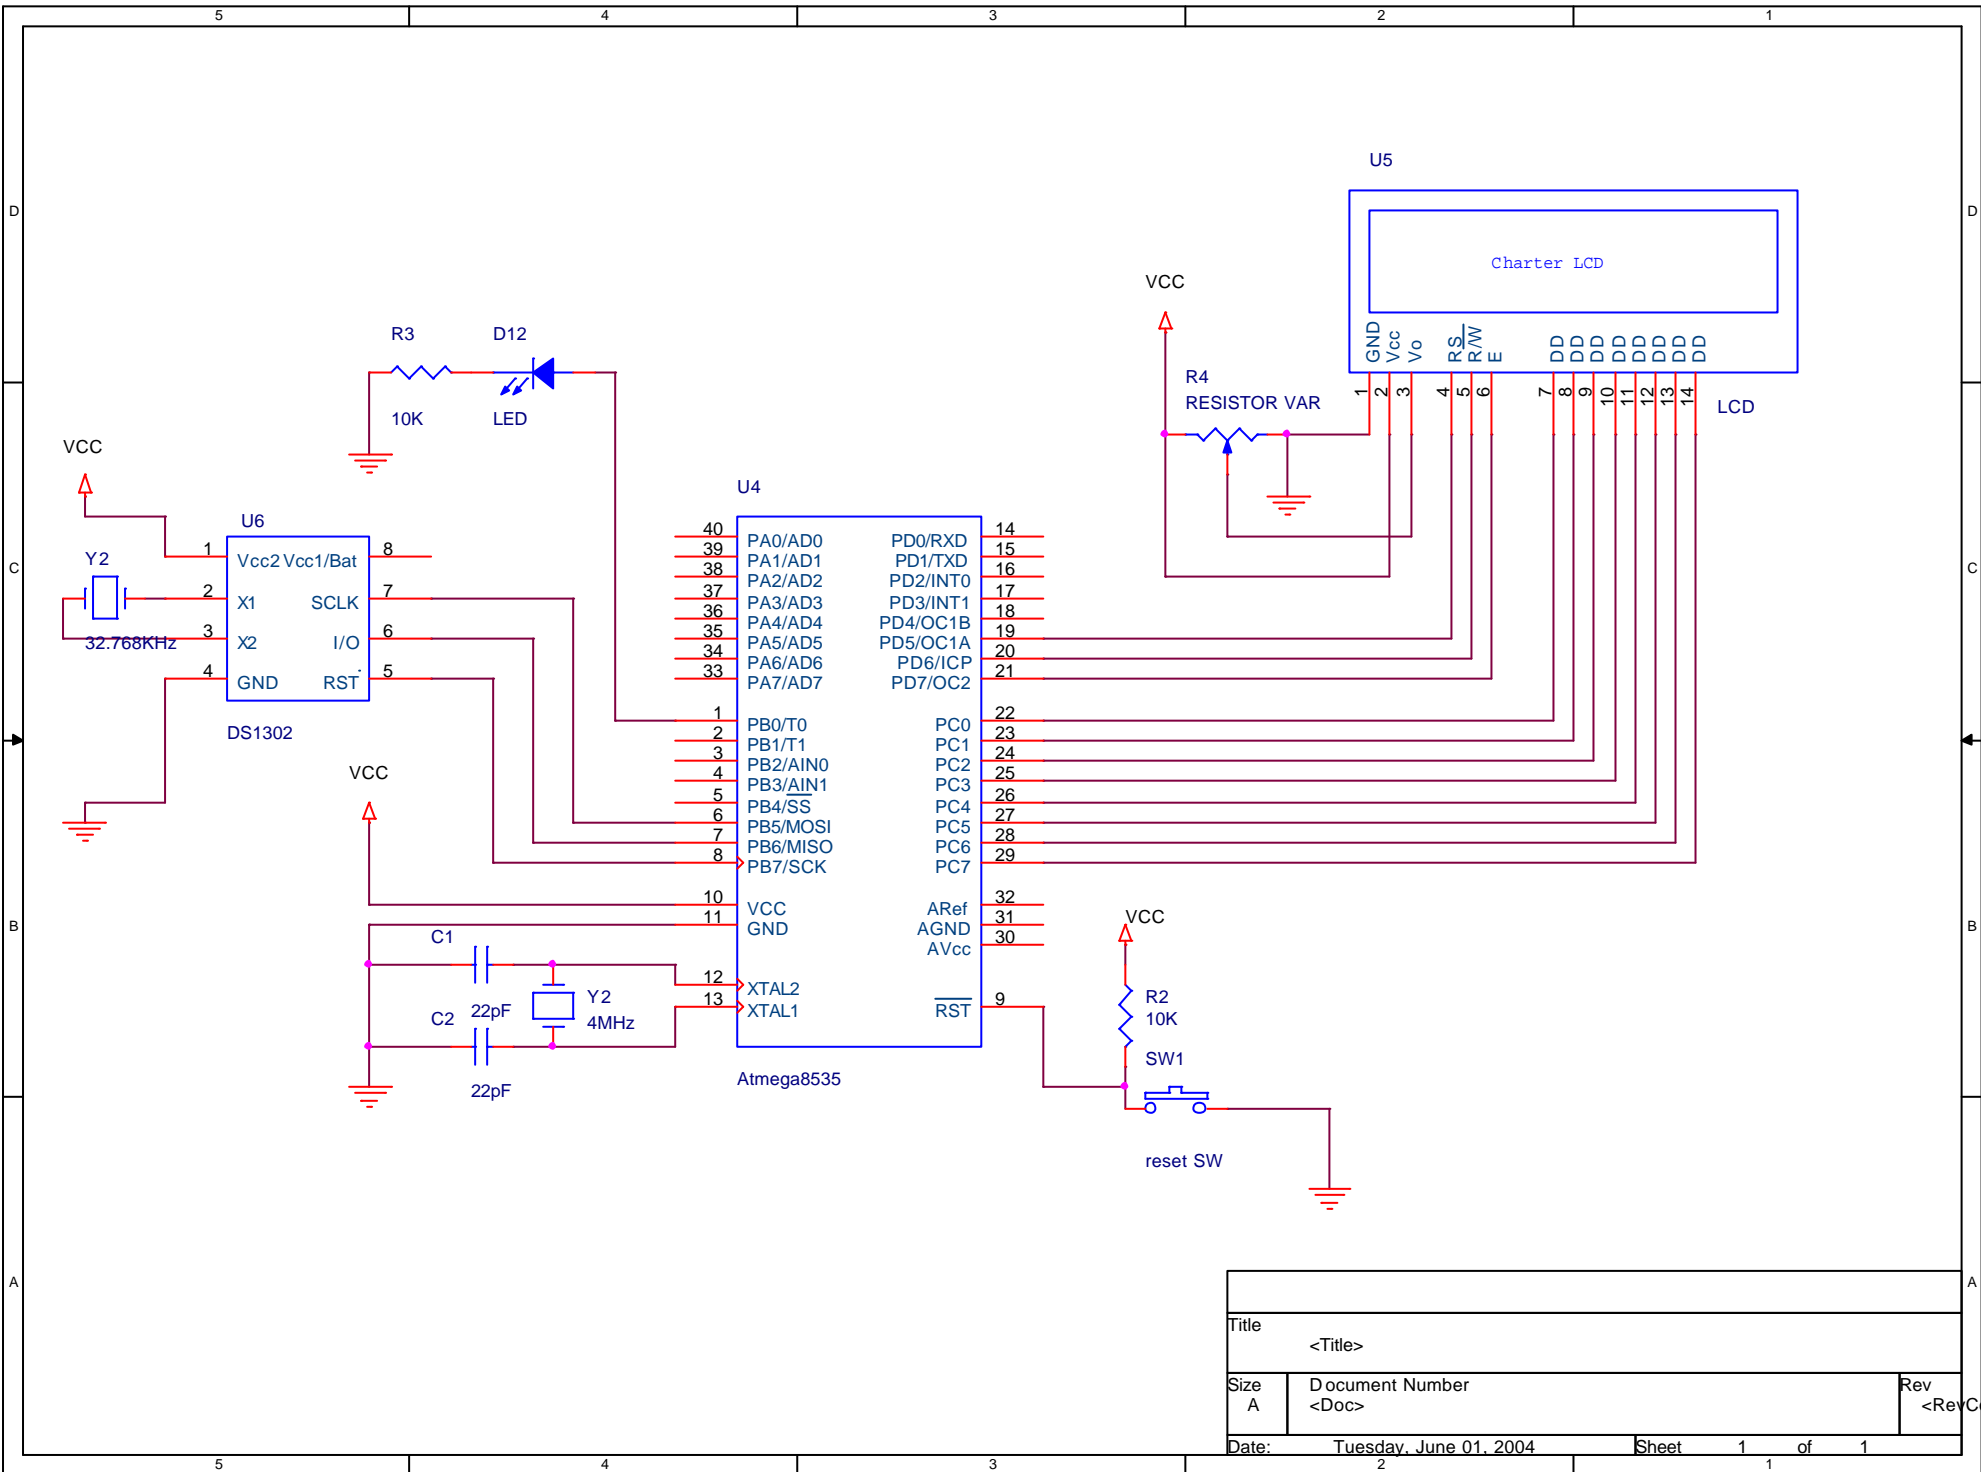 5 4 3 2 1
D
D
C
C
B
B
A
A
U5
Charter LCD
GND
Vcc
Vo
RS
R/W
E
DD
DD
DD
DD
DD
DD
DD
DD
1
2
3
4
5
6
7
8
9
10
11
12
13
14
LCD
VCC
R4
RESISTOR VAR
R3
10K
D12
LED
VCC
U6
1
2
3
4
Vcc2 Vcc1/Bat
X1 SCLK
X2 I/O
GND RST
8
7
6
5
DS1302
Y2
32.768KHz
VCC
U4
40 PA0/AD0
39 PA1/AD1
38 PA2/AD2
37 PA3/AD3
36 PA4/AD4
35 PA5/AD5
34 PA6/AD6
33 PA7/AD7
1 PB0/T0
2 PB1/T1
3 PB2/AIN0
4 PB3/AIN1
5 PB4/SS
6 PB5/MOSI
7 PB6/MISO
8 PB7/SCK
10 VCC
11 GND
12 XTAL2
13 XTAL1
PD0/RXD 14
PD1/TXD 15
PD2/INT0 16
PD3/INT1 17
PD4/OC1B 18
PD5/OC1A 19
PD6/ICP 20
PD7/OC2 21
PC0 22
PC1 23
PC2 24
PC3 25
PC4 26
PC5 27
PC6 28
PC7 29
ARef 32
AGND 31
AVcc 30
RST 9
Atmega8535
C1
22pF
C2
22pF
Y2
4MHz
VCC
R2
10K
SW1
reset SW
Title
<Title>
Size
A
Document Number
<Doc>
Rev
<RevCo
Date: Tuesday, June 01, 2004 Sheet 1 of 1
5 4 3 2 1